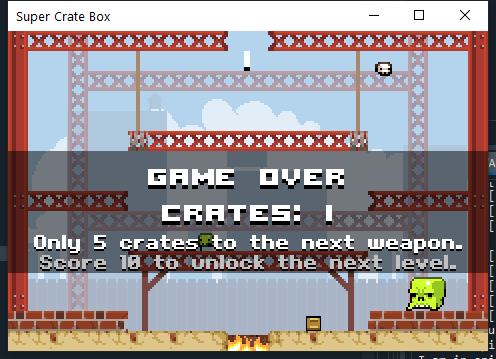 Super Crate Box
GAME OVER
CRATES: 1
Only 5 crates to the next weapon.
Score 10 to unlock the next level.